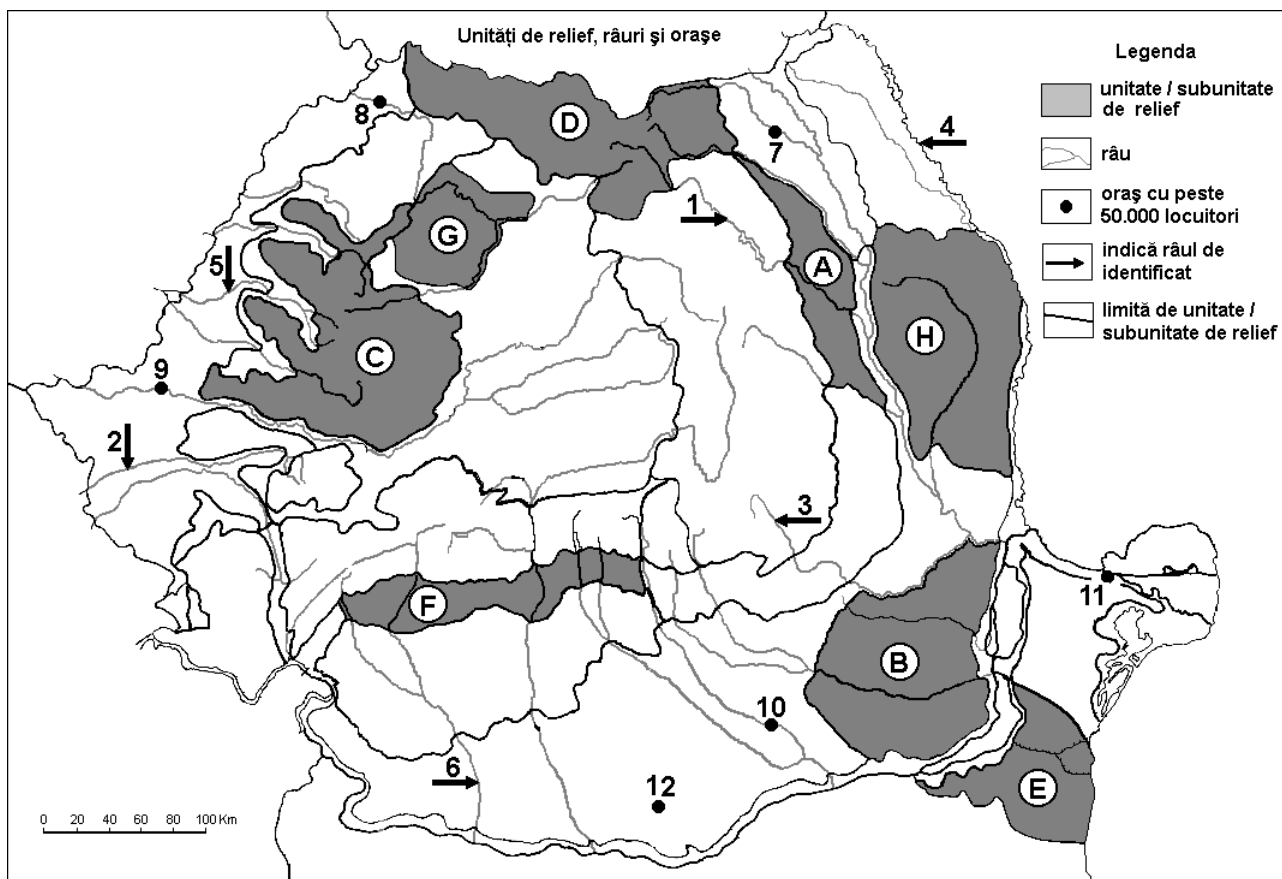 Unități de relief, râuri și orașe
Legenda
unitate / subunitate
de relief
râu
oraș cu peste
50.000 locuitori
indică râul de
identificat
limită de unitate /
subunitate de relief
8
D
7
4
1
G
A
5
H
C
9
2
3
F
11
B
10
6
12
E
0 20 40 60 80 100 Km